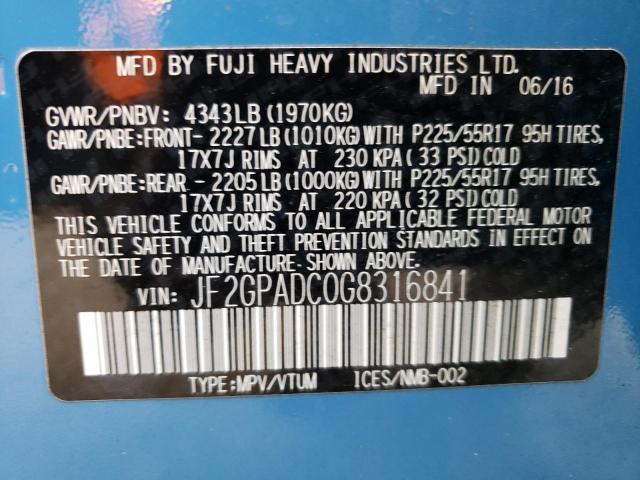 MFD BY FUJI HEAVY INDUSTRIES LTD.
MFD IN 06/16
GVWR/PNBV: 4343LB (1970KG)
GAWR/PNBE:FRONT- 2227LB(1010KG)WITH P225/55R17 95H TIRES,
17X7J RIMS AT 230 KPA( 33 PSI)COLD
GAWR/PNBE:REAR - 2205LB(1000KG)WITH P225/55R17 95H TIRES,
17X7J RIMS AT 220 KPA( 32 PSI)COLD
THIS VEHICLE CONFORMS TO ALL APPLICABLE FEDERAL MOTOR
VEHICLE SAFETY AND THEFT PREVENTION STANDARDS IN EFFECT ON
THE DATE OF MANUFACTURE SHOWN ABOVE.
VIN: JF2GPADC0G8316841
TYPE:MPV/VTUM ICES/NMB-002